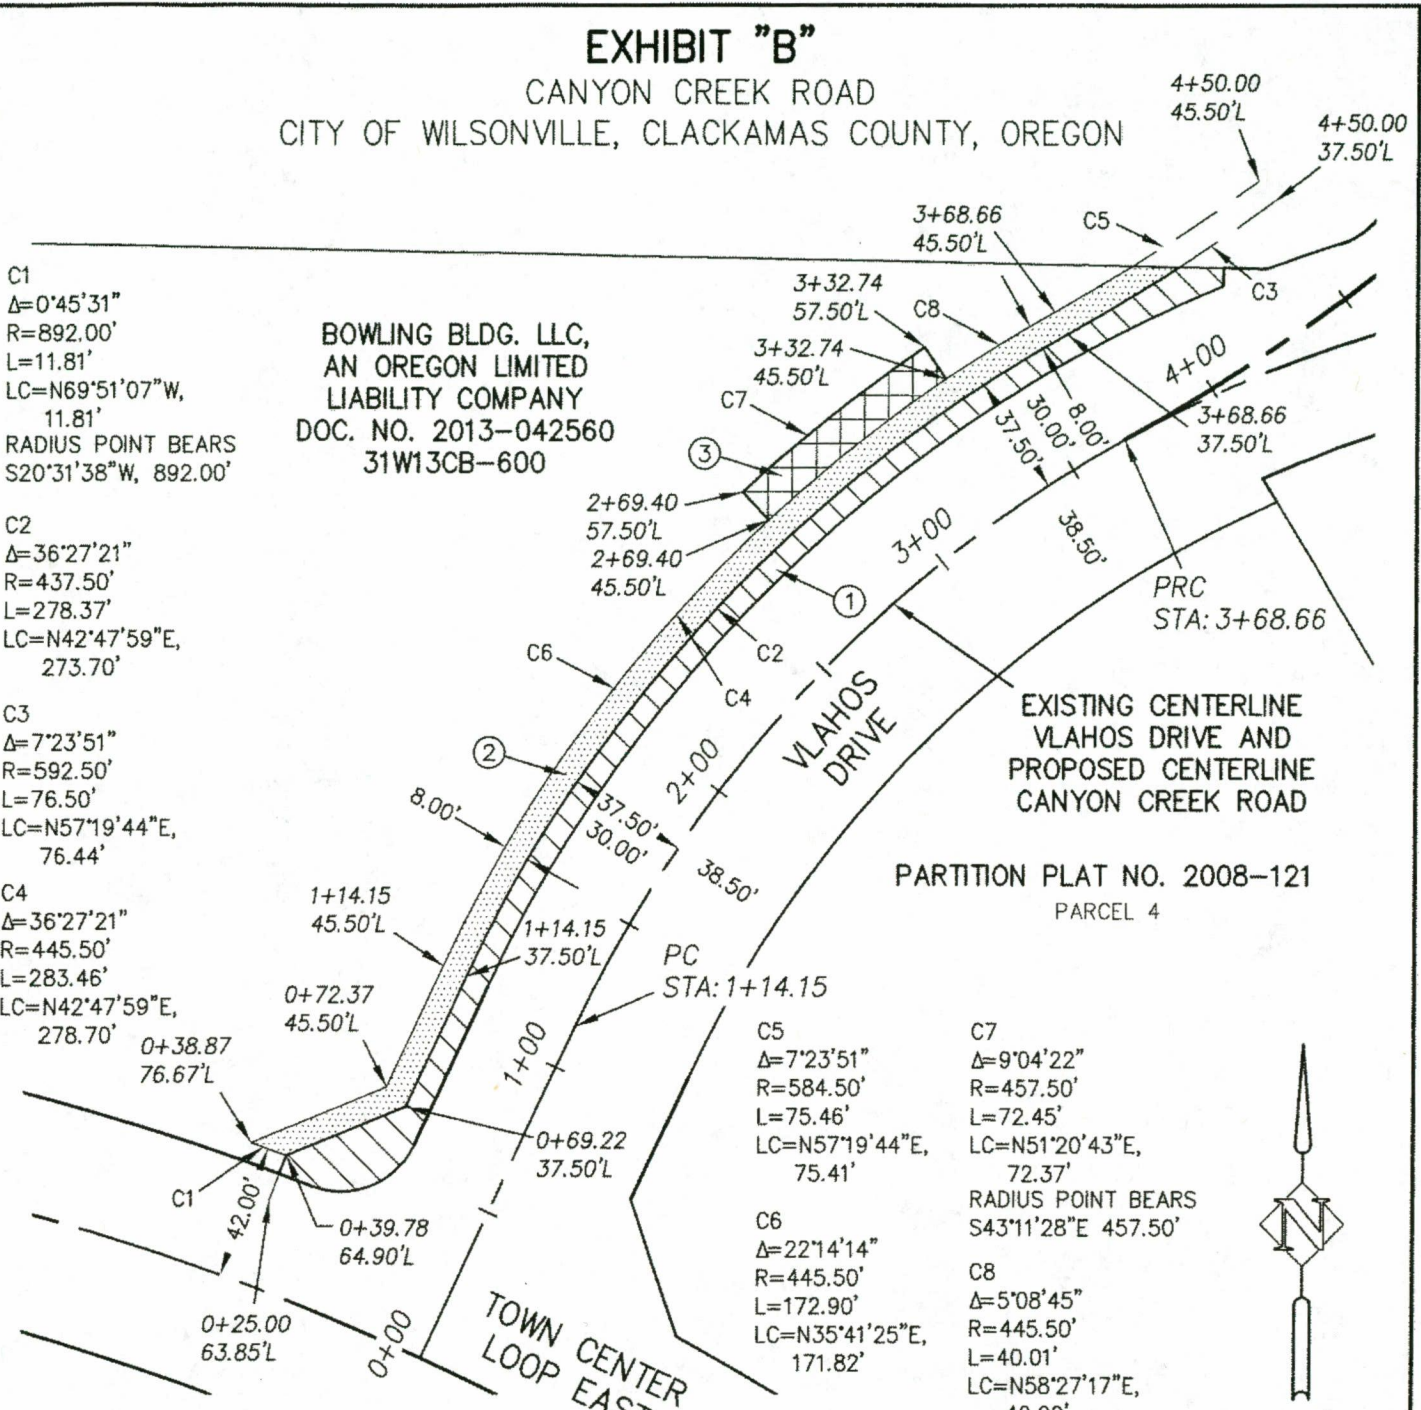 EXHIBIT "B"
CANYON CREEK ROAD
CITY OF WILSONVILLE, CLACKAMAS COUNTY, OREGON
4+50.00
45.50'L
4+50.00
37.50'L
3+68.66
45.50'L
C5
C3
3+32.74
57.50'L
C8
3+32.74
45.50'L
C7
3
4+00
3+68.66
37.50'L
8.00'
30.00'
37.50'
2+69.40
57.50'L
2+69.40
45.50'L
3+00
38.50'
PRC
STA: 3+68.66
1
C2
C6
C4
VLAHOS
DRIVE
EXISTING CENTERLINE
VLAHOS DRIVE AND
PROPOSED CENTERLINE
CANYON CREEK ROAD
2
2+00
8.00'
37.50'
30.00'
38.50'
PARTITION PLAT NO. 2008-121
PARCEL 4
1+14.15
45.50'L
1+14.15
37.50'L
PC
STA: 1+14.15
0+72.37
45.50'L
1+00
0+38.87
76.67'L
0+69.22
37.50'L
C1
42.00'
0+39.78
64.90'L
0+25.00
63.85'L
0+00
TOWN CENTER
LOOP EAST
BOWLING BLDG. LLC,
AN OREGON LIMITED
LIABILITY COMPANY
DOC. NO. 2013-042560
31W13CB-600
C1
Δ=0°45'31"
R=892.00'
L=11.81'
LC=N69°51'07"W,
11.81'
RADIUS POINT BEARS
S20°31'38"W, 892.00'
C2
Δ=36°27'21"
R=437.50'
L=278.37'
LC=N42°47'59"E,
273.70'
C3
Δ=7°23'51"
R=592.50'
L=76.50'
LC=N57°19'44"E,
76.44'
C4
Δ=36°27'21"
R=445.50'
L=283.46'
LC=N42°47'59"E,
278.70'
C5
Δ=7°23'51"
R=584.50'
L=75.46'
LC=N57°19'44"E,
75.41'
C6
Δ=22°14'14"
R=445.50'
L=172.90'
LC=N35°41'25"E,
171.82'
C7
Δ=9°04'22"
R=457.50'
L=72.45'
LC=N51°20'43"E,
72.37'
RADIUS POINT BEARS
S43°11'28"E 457.50'
C8
Δ=5°08'45"
R=445.50'
L=40.01'
LC=N58°27'17"E,
N